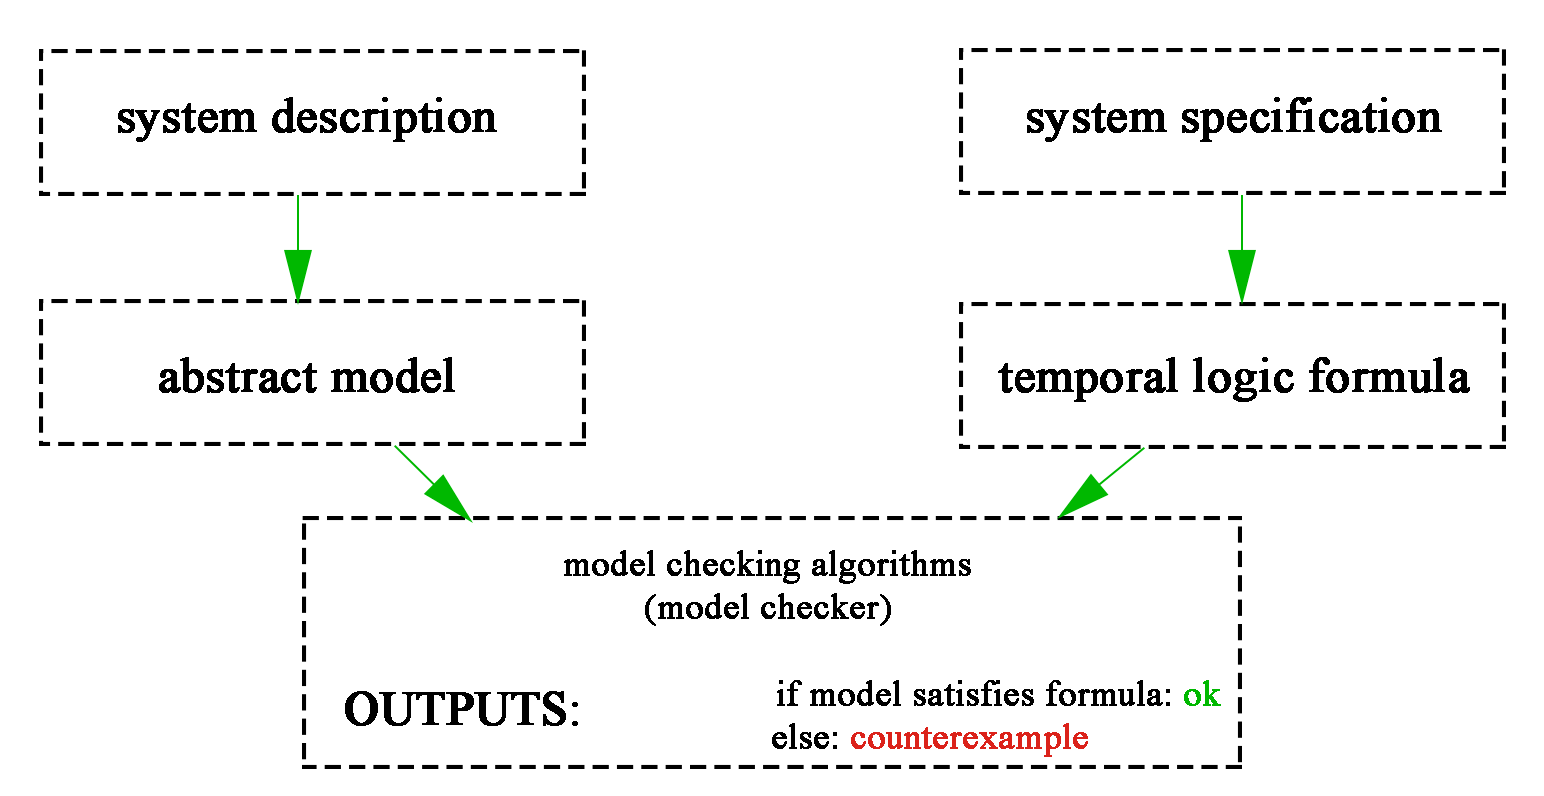 system description
system specification
abstract model
temporal logic formula
model checking algorithms
(model checker)
OUTPUTS:
if model satisfies formula: ok
else: counterexample